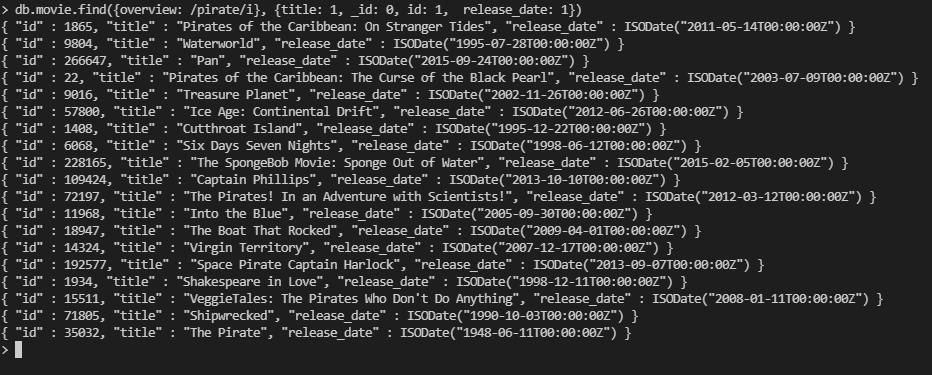 > db.movie.find({overview: /pirate/i}, {title: 1, _id: 0, id: 1,  release_date: 1})
{ "id" : 1865, "title" : "Pirates of the Caribbean: On Stranger Tides", "release_date" : ISODate("2011-05-14T00:00:00Z") }
{ "id" : 9804, "title" : "Waterworld", "release_date" : ISODate("1995-07-28T00:00:00Z") }
{ "id" : 266647, "title" : "Pan", "release_date" : ISODate("2015-09-24T00:00:00Z") }
{ "id" : 22, "title" : "Pirates of the Caribbean: The Curse of the Black Pearl", "release_date" : ISODate("2003-07-09T00:00:00Z") }
{ "id" : 9016, "title" : "Treasure Planet", "release_date" : ISODate("2002-11-26T00:00:00Z") }
{ "id" : 57800, "title" : "Ice Age: Continental Drift", "release_date" : ISODate("2012-06-26T00:00:00Z") }
{ "id" : 1408, "title" : "Cutthroat Island", "release_date" : ISODate("1995-12-22T00:00:00Z") }
{ "id" : 6068, "title" : "Six Days Seven Nights", "release_date" : ISODate("1998-06-12T00:00:00Z") }
{ "id" : 228165, "title" : "The SpongeBob Movie: Sponge Out of Water", "release_date" : ISODate("2015-02-05T00:00:00Z") }
{ "id" : 109424, "title" : "Captain Phillips", "release_date" : ISODate("2013-10-10T00:00:00Z") }
{ "id" : 72197, "title" : "The Pirates! In an Adventure with Scientists!", "release_date" : ISODate("2012-03-12T00:00:00Z") }
{ "id" : 11968, "title" : "Into the Blue", "release_date" : ISODate("2005-09-30T00:00:00Z") }
{ "id" : 18947, "title" : "The Boat That Rocked", "release_date" : ISODate("2009-04-01T00:00:00Z") }
{ "id" : 14324, "title" : "Virgin Territory", "release_date" : ISODate("2007-12-17T00:00:00Z") }
{ "id" : 192577, "title" : "Space Pirate Captain Harlock", "release_date" : ISODate("2013-09-07T00:00:00Z") }
{ "id" : 1934, "title" : "Shakespeare in Love", "release_date" : ISODate("1998-12-11T00:00:00Z") }
{ "id" : 15511, "title" : "VeggieTales: The Pirates Who Don't Do Anything", "release_date" : ISODate("2008-01-11T00:00:00Z") }
{ "id" : 71805, "title" : "Shipwrecked", "release_date" : ISODate("1990-10-03T00:00:00Z") }
{ "id" : 35032, "title" : "The Pirate", "release_date" : ISODate("1948-06-11T00:00:00Z") }
>